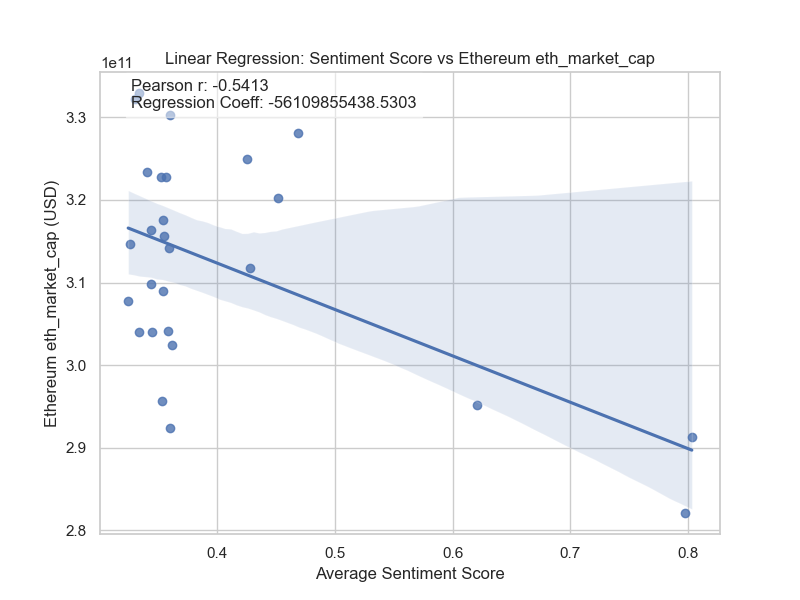 Linear Regression: Sentiment Score vs Ethereum eth_market_cap
1e11
Pearson r: -0.5413
Regression Coeff: -56109855438.5303
3.3
3.2
3.1
3.0
2.9
2.8
Ethereum eth_market_cap (USD)
0.4 0.5 0.6 0.7 0.8
Average Sentiment Score